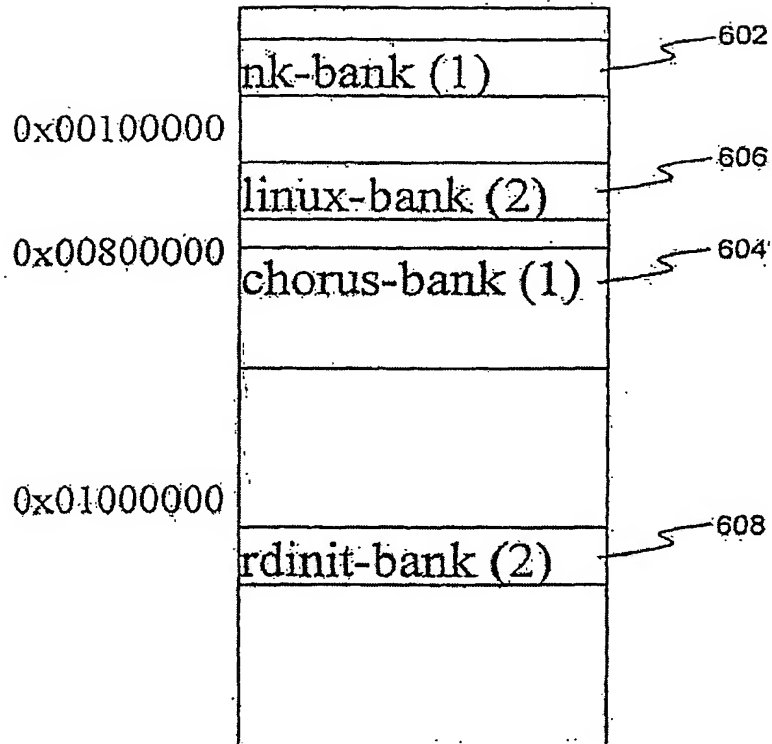 602
nk-bank (1)
0x00100000
606
linux-bank (2)
0x00800000
604
chorus-bank (1)
0x01000000
608
rdinit-bank (2)